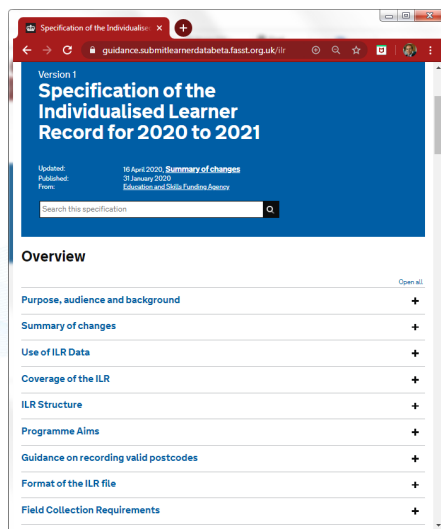 Specification of the Individualise
guidance.submitlearnerdatabeta.fasst.org.uk/ilr
Version 1
Specification of the
Individualised Learner
Record for 2020 to 2021
Updated: 16 April 2020, Summary of changes
Published: 31 January 2020
From: Education and Skills Funding Agency
Search this specification
Overview
Open all
Purpose, audience and background
Summary of changes
Use of ILR Data
Coverage of the ILR
ILR Structure
Programme Aims
Guidance on recording valid postcodes
Format of the ILR file
Field Collection Requirements